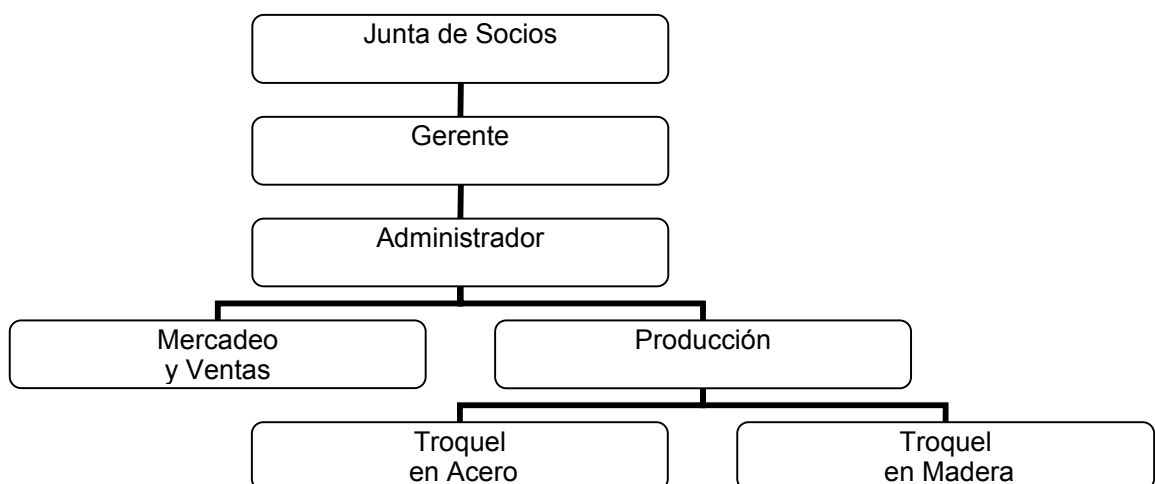 Junta de Socios
Gerente
Administrador
Mercadeo
y Ventas
Producción
Troquel
en Acero
Troquel
en Madera